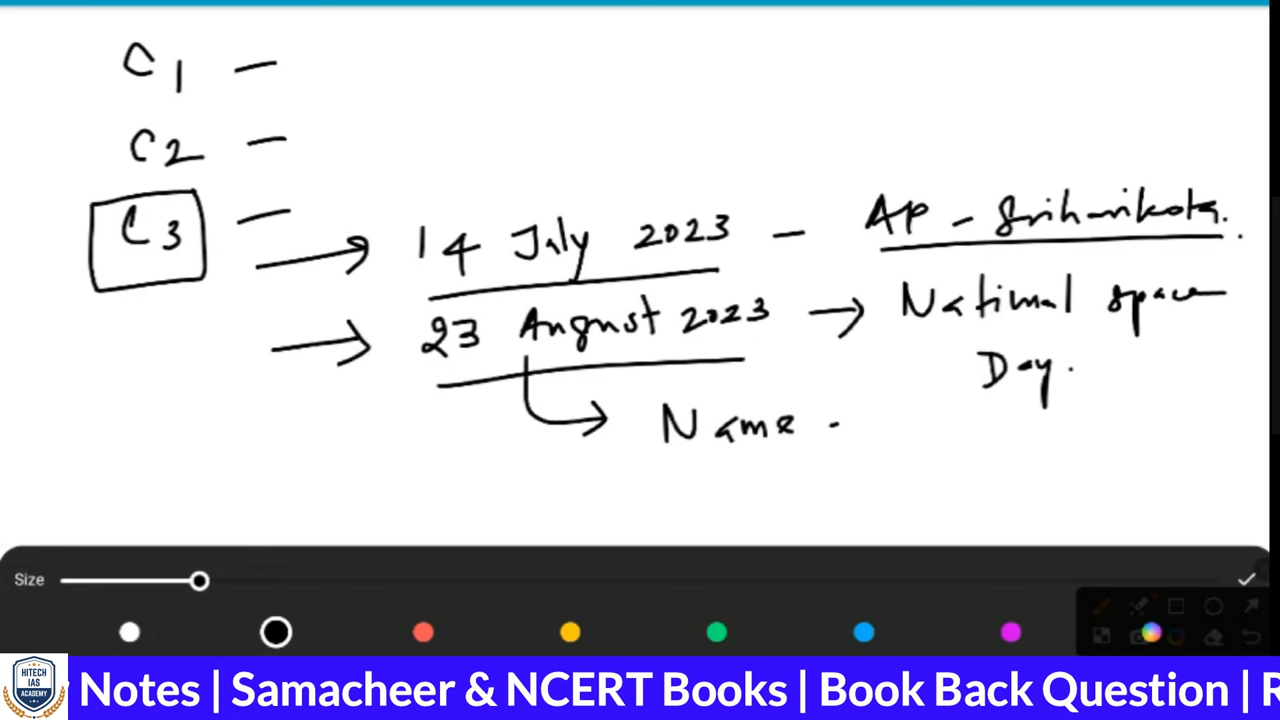 C1 -
C2 -
C3 -
→ 14 July 2023 - AP - Sriharikota.
→ 23 August 2023 → National space
Day.
Name.
Size
HITECH
IAS
ACADEMY
Notes | Samacheer & NCERT Books | Book Back Question | R